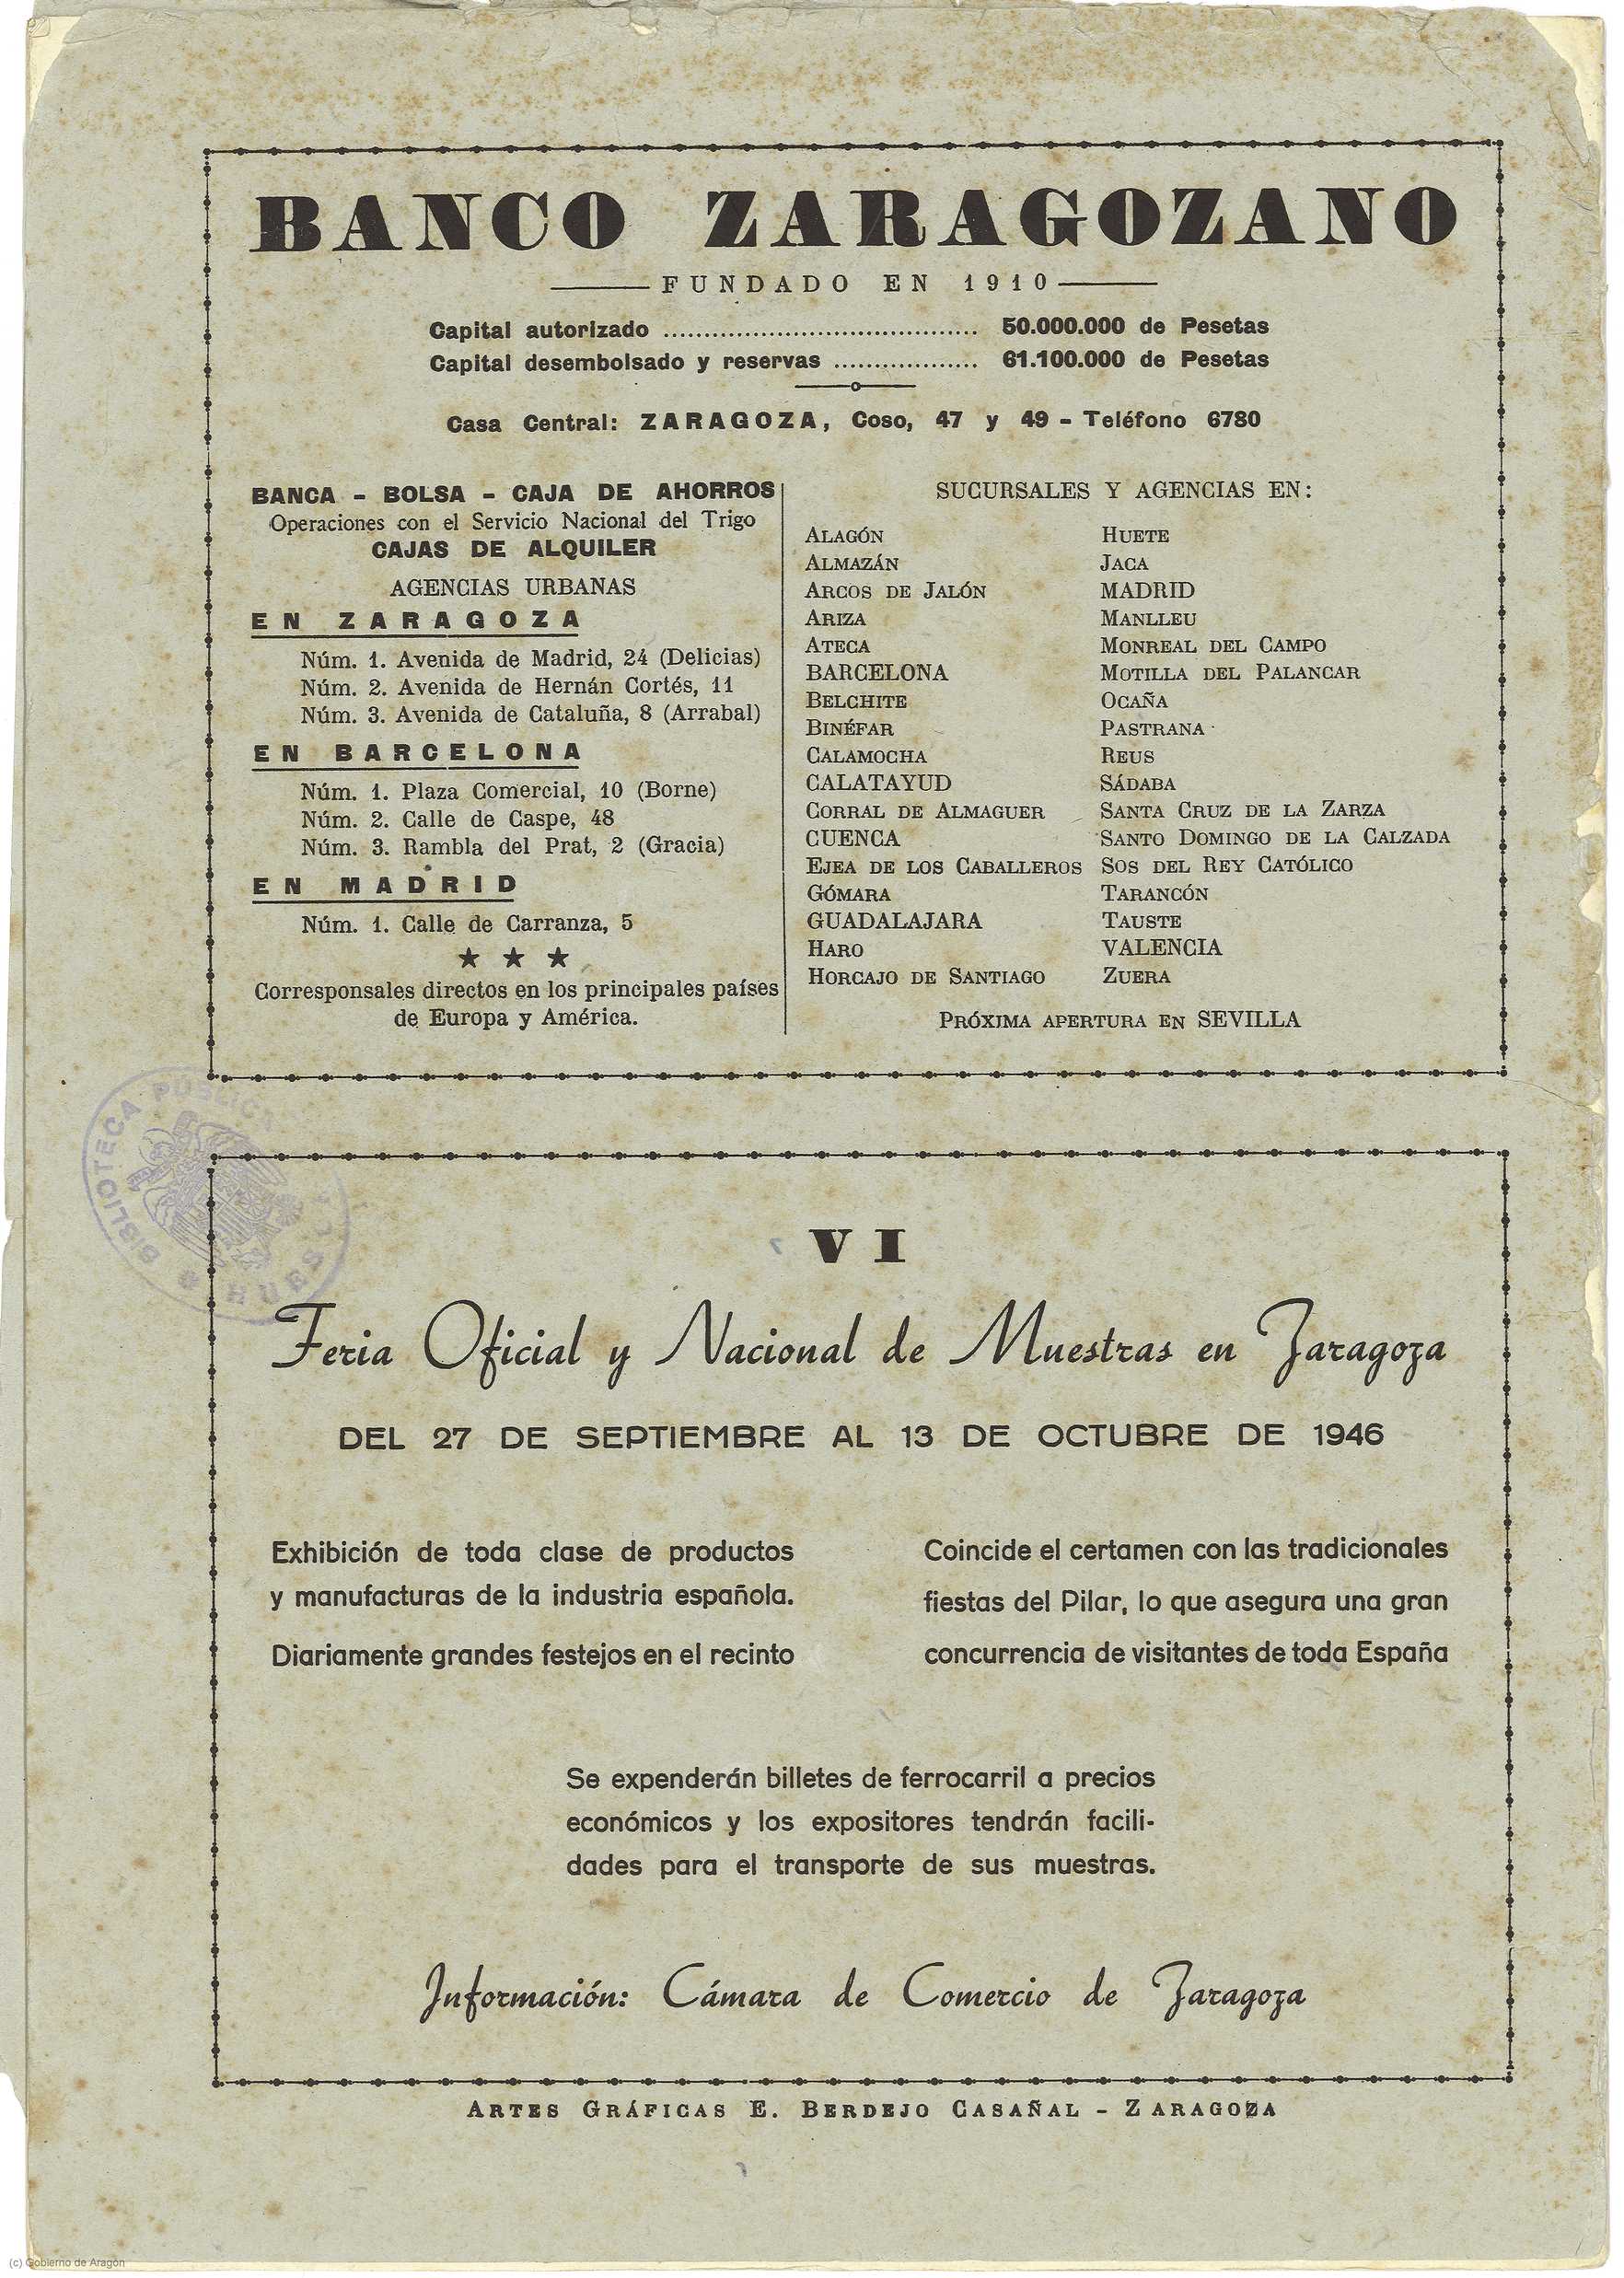 BANCO ZARAGOZANO
FUNDADO EN 1910
Capital autorizado ...................................... 50.000.000 de Pesetas
Capital desembolsado y reservas .................. 61.100.000 de Pesetas
Casa Central: ZARAGOZA, Coso, 47 y 49 - Teléfono 6780
BANCA - BOLSA - CAJA DE AHORROS
Operaciones con el Servicio Nacional del Trigo
CAJAS DE ALQUILER
AGENCIAS URBANAS
EN ZARAGOZA
Núm. 1. Avenida de Madrid, 24 (Delicias)
Núm. 2. Avenida de Hernán Cortés, 11
Núm. 3. Avenida de Cataluña, 8 (Arrabal)
EN BARCELONA
Núm. 1. Plaza Comercial, 10 (Borne)
Núm. 2. Calle de Caspe, 48
Núm. 3. Rambla del Prat, 2 (Gracia)
EN MADRID
Núm. 1. Calle de Carranza, 5
★ ★ ★
Corresponsales directos en los principales países
de Europa y América.
SUCURSALES Y AGENCIAS EN:
ALAGÓN
ALMAZÁN
ARCOS DE JALÓN
ARIZA
ATECA
BARCELONA
BELCHITE
BINÉFAR
CALAMOCHA
CALATAYUD
CORRAL DE ALMAGUER
CUENCA
EJEA DE LOS CABALLEROS
GÓMARA
GUADALAJARA
HARO
HORCAJO DE SANTIAGO
HUETE
JACA
MADRID
MANLLEU
MONREAL DEL CAMPO
MOTILLA DEL PALANCAR
OCAÑA
PASTRANA
REUS
SÁDABA
SANTA CRUZ DE LA ZARZA
SANTO DOMINGO DE LA CALZADA
SOS DEL REY CATÓLICO
TARANCÓN
TAUSTE
VALENCIA
ZUERA
PRÓXIMA APERTURA EN SEVILLA
BIBLIOTECA PÚBLICA
HUESCA
VI
Feria Oficial y Nacional de Muestras en Zaragoza
DEL 27 DE SEPTIEMBRE AL 13 DE OCTUBRE DE 1946
Exhibición de toda clase de productos
y manufacturas de la industria española.
Diariamente grandes festejos en el recinto
Coincide el certamen con las tradicionales
fiestas del Pilar, lo que asegura una gran
concurrencia de visitantes de toda España
Se expenderán billetes de ferrocarril a precios
económicos y los expositores tendrán facili-
dades para el transporte de sus muestras.
Información: Cámara de Comercio de Zaragoza
ARTES GRÁFICAS E. BERDEJO CASAÑAL - ZARAGOZA
(c) Gobierno de Aragón